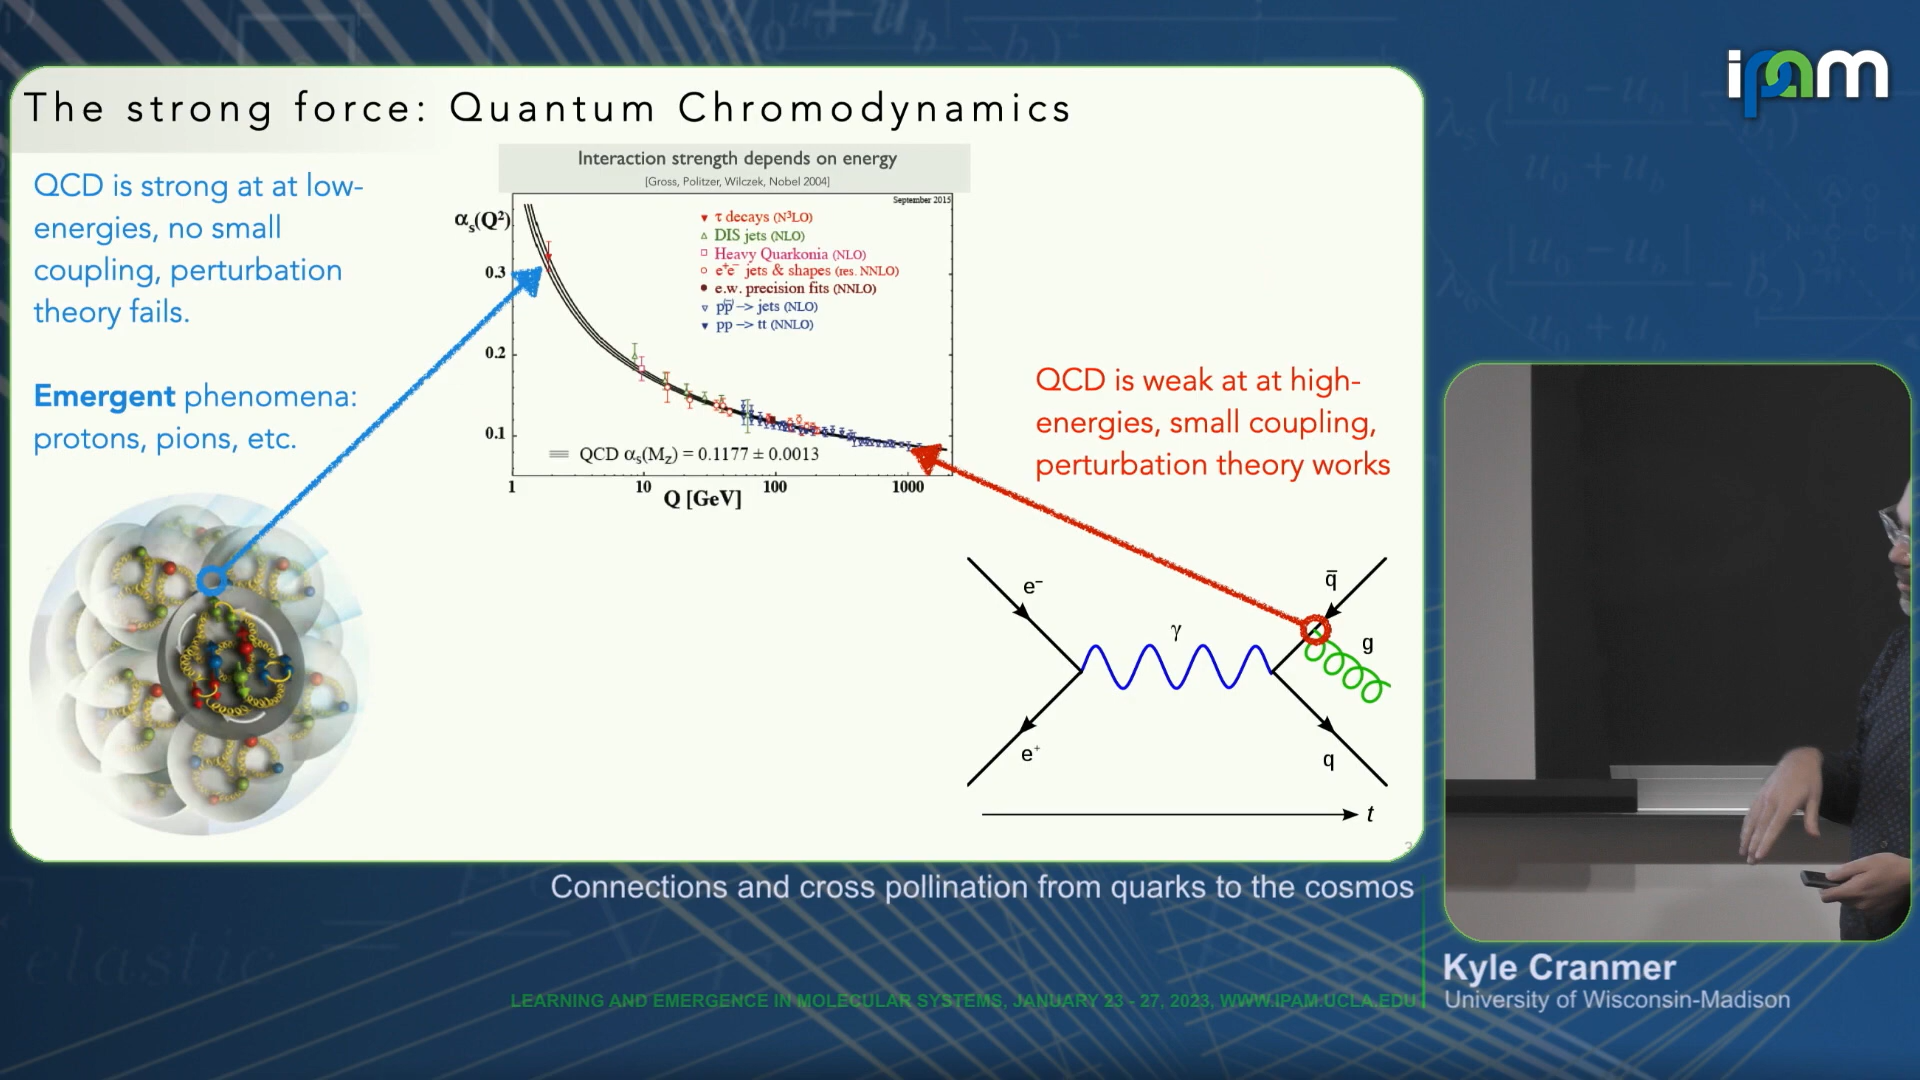 ipam
The strong force: Quantum Chromodynamics
QCD is strong at at low-
energies, no small
coupling, perturbation
theory fails.
Emergent phenomena:
protons, pions, etc.
Interaction strength depends on energy
[Gross, Politzer, Wilczek, Nobel 2004]
September 2015
αs(Q²)
τ decays (N³LO)
DIS jets (NLO)
Heavy Quarkonia (NLO)
e⁺e⁻ jets & shapes (res. NNLO)
e.w. precision fits (NNLO)
pp̅ –> jets (NLO)
pp –> tt (NNLO)
0.3
0.2
0.1
QCD αs(Mz) = 0.1177 ± 0.0013
1 10 100 1000
Q [GeV]
QCD is weak at at high-
energies, small coupling,
perturbation theory works
e⁻
γ
q̅
g
e⁺
q
t
Connections and cross pollination from quarks to the cosmos
Kyle Cranmer
University of Wisconsin-Madison
LEARNING AND EMERGENCE IN MOLECULAR SYSTEMS, JANUARY 23 - 27, 2023, WWW.IPAM.UCLA.EDU
elastic